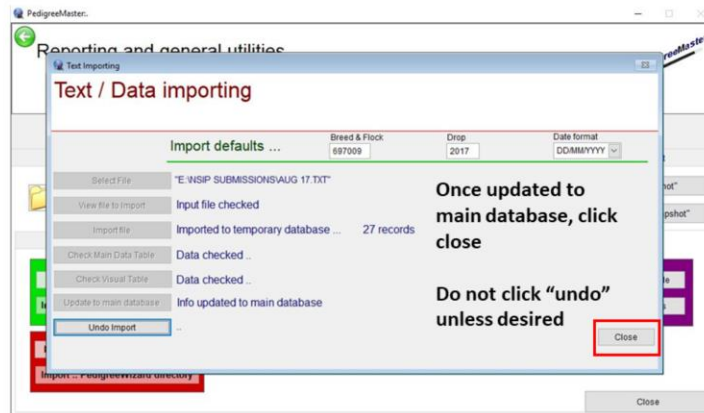 PedigreeMaster:.
Reporting and general utilities
Text Importing
Text / Data importing
Import defaults ...
Breed & Flock
697009
Drop
2017
Date format
DD/MM/YYYY
Select File
"E:\NSIP SUBMISSIONS\AUG 17.TXT"
View file to Import
Input file checked
Import file
Imported to temporary database ... 27 records
Check Main Data Table
Data checked ..
Check Visual Table
Data checked ..
Update to main database
Info updated to main database
Undo Import
..
Once updated to
main database, click
close
Do not click “undo”
unless desired
Close
Import .. PedigreeWizard directory
Close